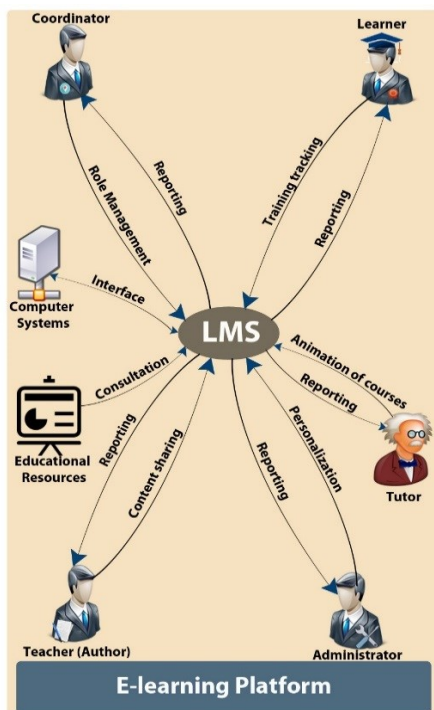 Coordinator
Learner
Reporting
Role Management
Training tracking
Reporting
Interface
Computer
Systems
LMS
Animation of courses
Reporting
Consultation
Educational
Resources
Reporting
Content sharing
Reporting
Personalization
Tutor
Teacher (Author)
Administrator
E-learning Platform